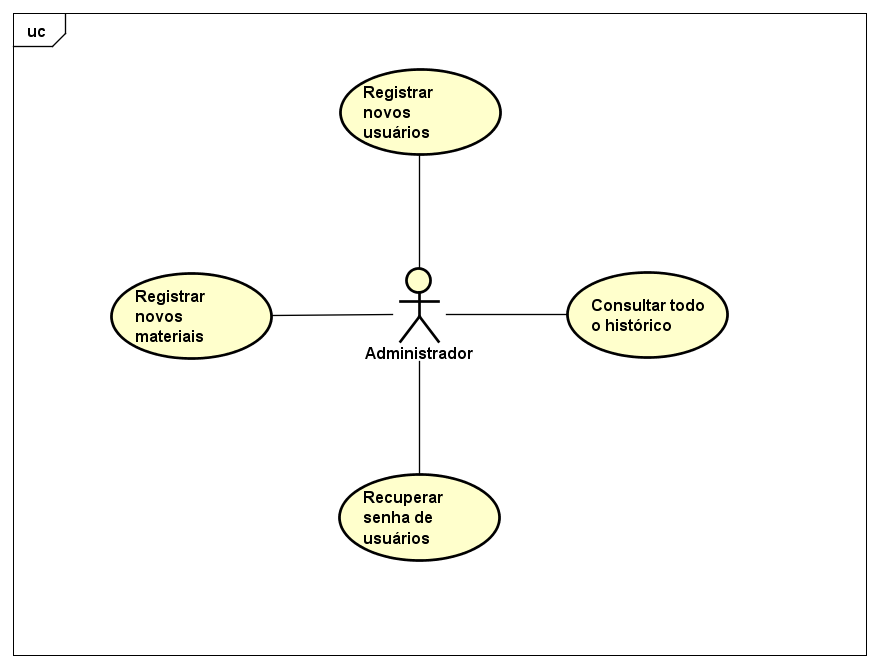 uc
Registrar
novos
usuários
Registrar
novos
materiais
Consultar todo
o histórico
Administrador
Recuperar
senha de
usuários